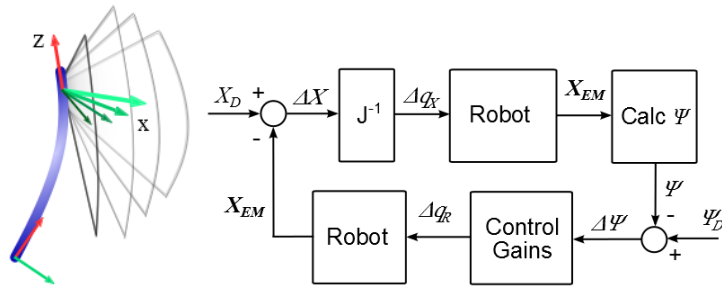 z
x
X_D
+
-
ΔX
J⁻¹
Δq_X
Robot
X_EM
Calc Ψ
Ψ
-
+
Ψ_D
ΔΨ
Control
Gains
Δq_R
Robot
X_EM